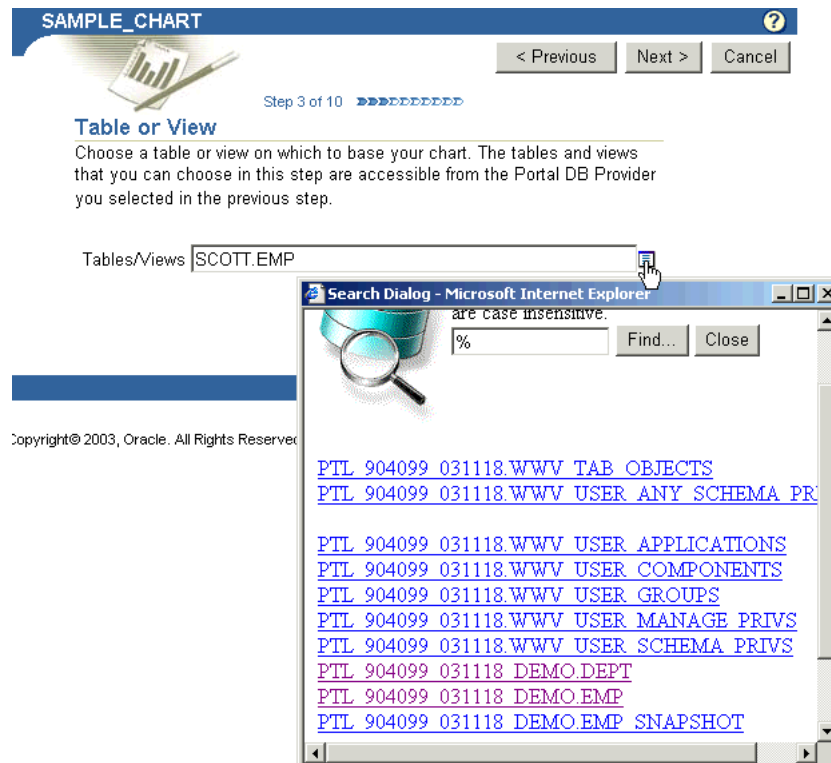 SAMPLE_CHART
?
< Previous Next > Cancel
Step 3 of 10
Table or View
Choose a table or view on which to base your chart. The tables and views
that you can choose in this step are accessible from the Portal DB Provider
you selected in the previous step.
Tables/Views SCOTT.EMP
Search Dialog - Microsoft Internet Explorer
are case insensitive.
% Find... Close
Copyright© 2003, Oracle. All Rights Reserved
PTL_904099_031118.WWV_TAB_OBJECTS
PTL_904099_031118.WWV_USER_ANY_SCHEMA_PRI
PTL_904099_031118.WWV_USER_APPLICATIONS
PTL_904099_031118.WWV_USER_COMPONENTS
PTL_904099_031118.WWV_USER_GROUPS
PTL_904099_031118.WWV_USER_MANAGE_PRIVS
PTL_904099_031118.WWV_USER_SCHEMA_PRIVS
PTL_904099_031118_DEMO.DEPT
PTL_904099_031118_DEMO.EMP
PTL_904099_031118_DEMO.EMP_SNAPSHOT